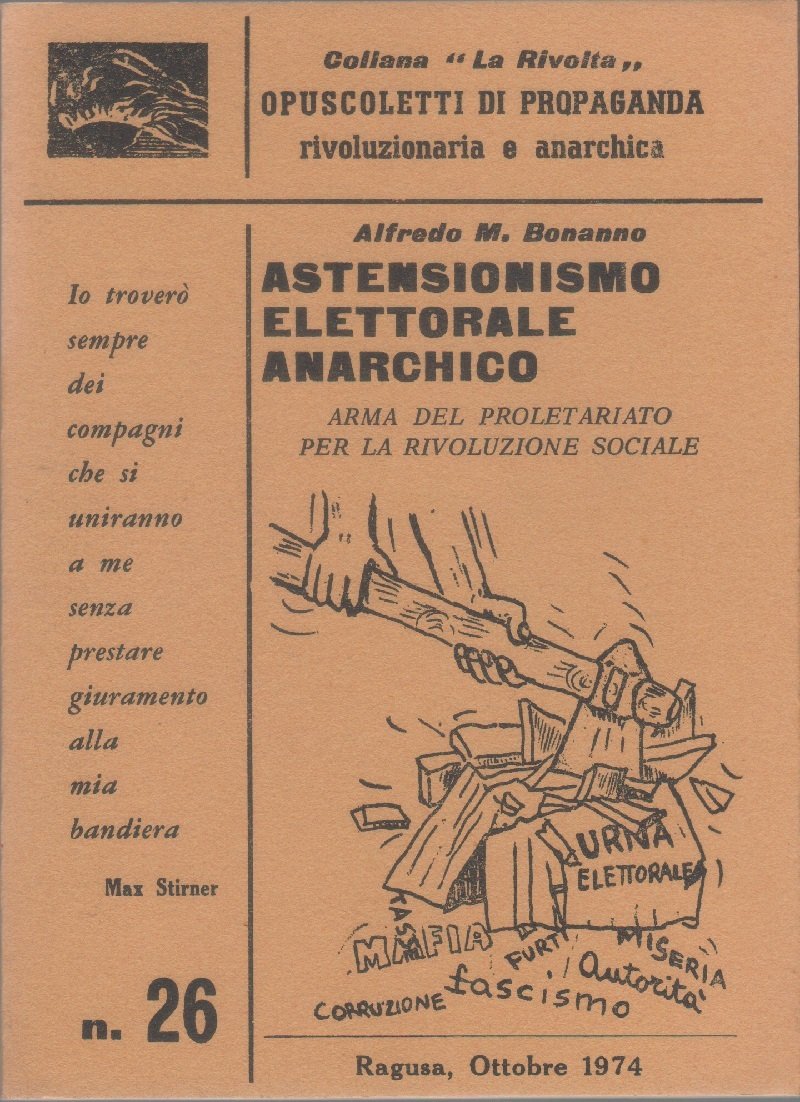 Collana “ La Rivolta „
OPUSCOLETTI DI PROPAGANDA
rivoluzionaria e anarchica
Alfredo M. Bonanno
ASTENSIONISMO
ELETTORALE
ANARCHICO
ARMA DEL PROLETARIATO
PER LA RIVOLUZIONE SOCIALE
Io troverò
sempre
dei
compagni
che si
uniranno
a me
senza
prestare
giuramento
alla
mia
bandiera
Max Stirner
n. 26
URNA
ELETTORALE
TASSE
MAFIA
FURTI
MISERIA
CORRUZIONE
fascismo
Autorità
Ragusa, Ottobre 1974